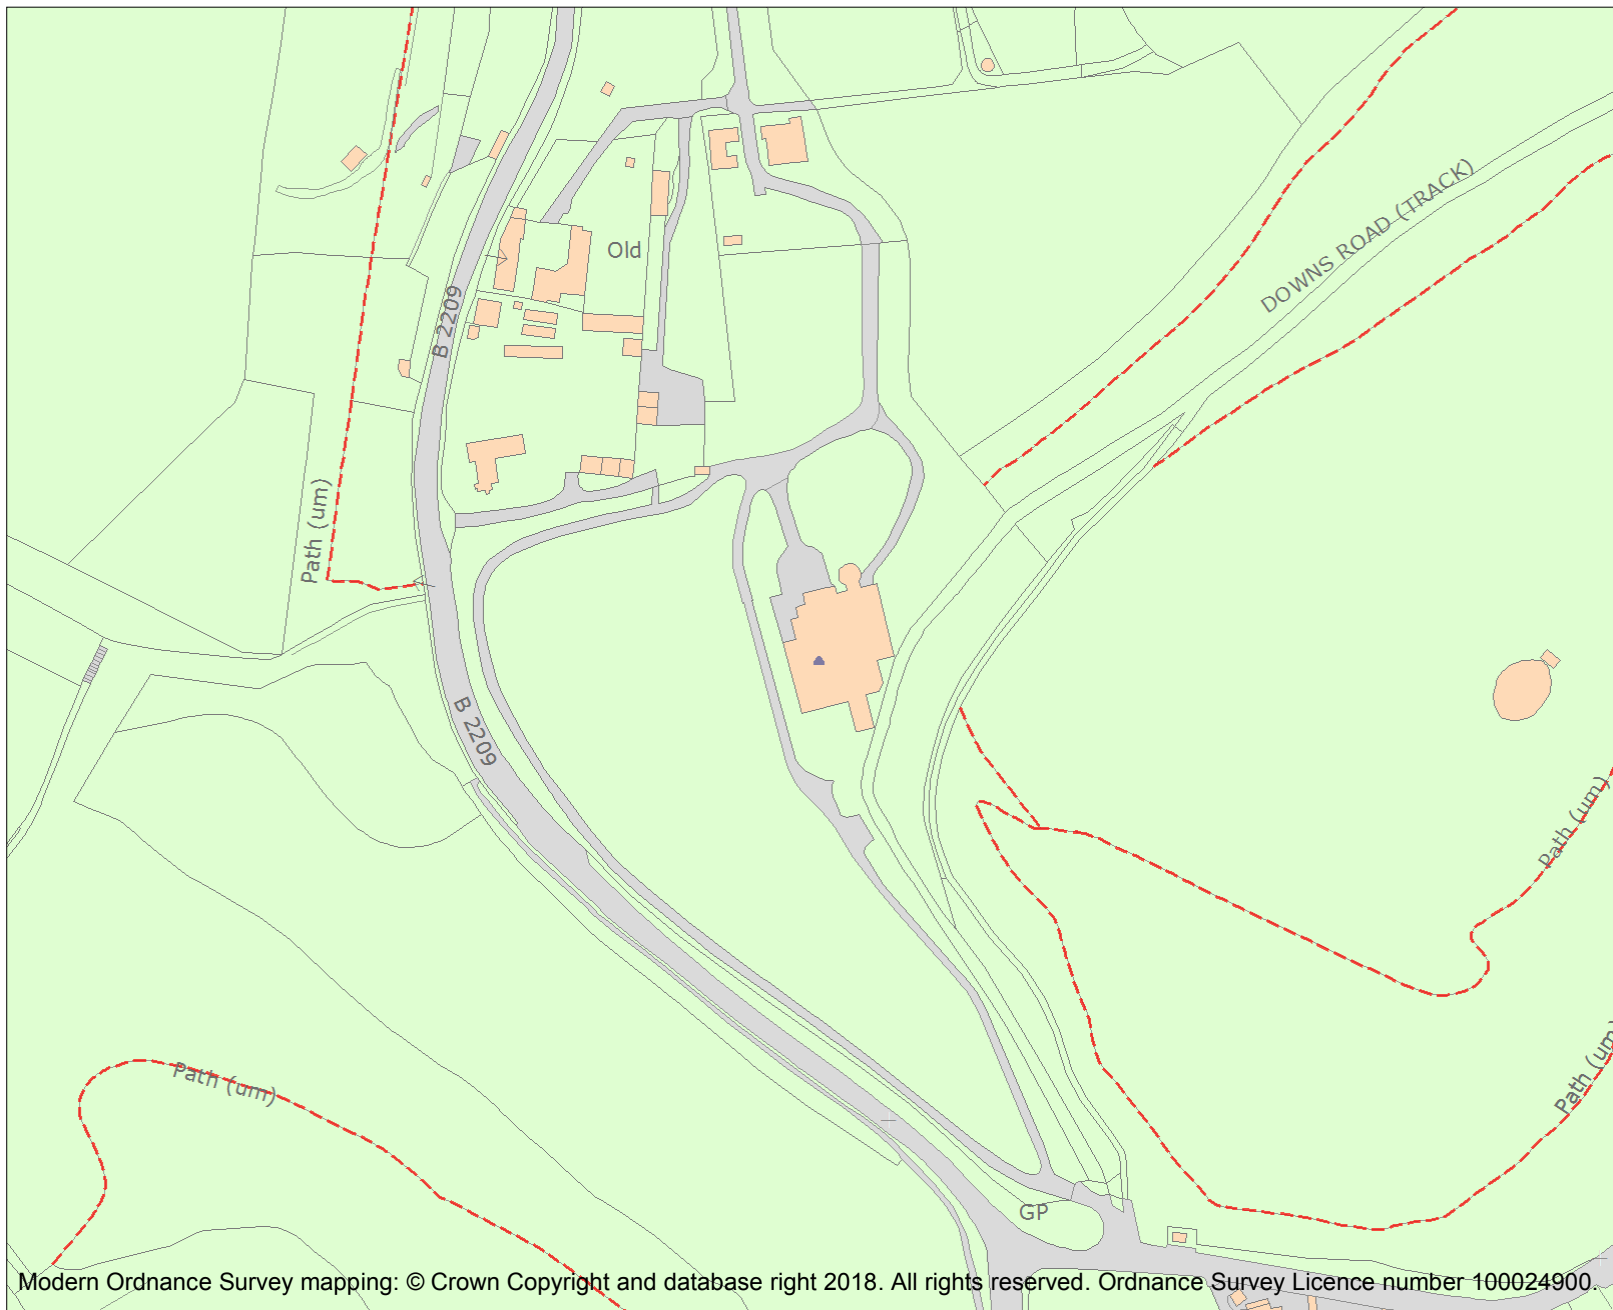 DOWNS ROAD (TRACK)
Old
B 2209
Path (um)
B 2209
Path (um)
Path (um)
Path (um)
GP
Modern Ordnance Survey mapping: © Crown Copyright and database right 2018. All rights reserved. Ordnance Survey Licence number 100024900.